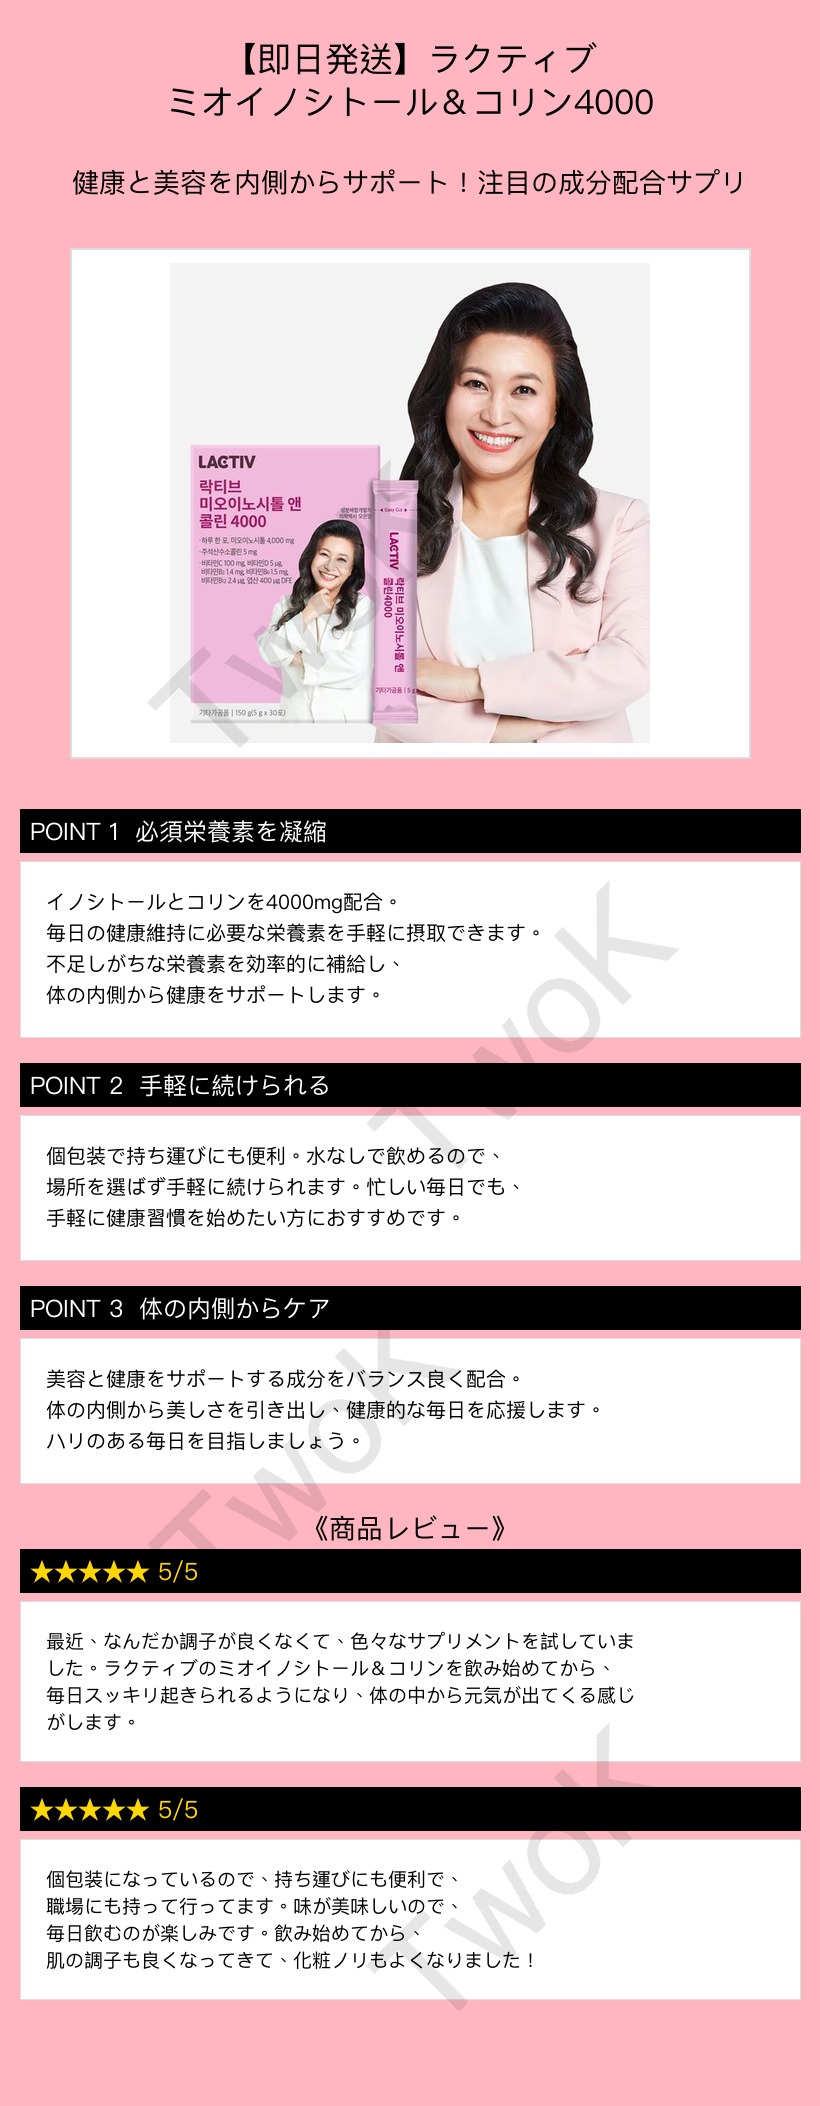 【即日発送】ラクティブ
ミオイノシトール＆コリン4000
健康と美容を内側からサポート！注目の成分配合サプリ
LACTIV
락티브
미오이노시톨 앤
콜린 4000
·하루 한 포, 미오이노시톨 4,000 mg
·주석산수소콜린 5 mg
·비타민C 100 mg, 비타민D 5 µg,
비타민B₂ 1.4 mg, 비타민B₆ 1.5 mg,
비타민B₁₂ 2.4 µg, 엽산 400 µg DFE
기타가공품 | 150 g(5 g x 30포)
◀ Easy Cut ▶
LACTIV
락티브 미오이노시톨 앤
콜린4000
기타가공품 | 5 g
TwoK
POINT 1 必須栄養素を凝縮
イノシトールとコリンを4000mg配合。
毎日の健康維持に必要な栄養素を手軽に摂取できます。
不足しがちな栄養素を効率的に補給し、
体の内側から健康をサポートします。
TwoK
POINT 2 手軽に続けられる
個包装で持ち運びにも便利。水なしで飲めるので、
場所を選ばず手軽に続けられます。忙しい毎日でも、
手軽に健康習慣を始めたい方におすすめです。
POINT 3 体の内側からケア
美容と健康をサポートする成分をバランス良く配合。
体の内側から美しさを引き出し、健康的な毎日を応援します。
ハリのある毎日を目指しましょう。
TwoK
《商品レビュー》
★★★★★ 5/5
最近、なんだか調子が良くなくて、色々なサプリメントを試していま
した。ラクティブのミオイノシトール＆コリンを飲み始めてから、
毎日スッキリ起きられるようになり、体の中から元気が出てくる感じ
がします。
★★★★★ 5/5
個包装になっているので、持ち運びにも便利で、
職場にも持って行ってます。味が美味しいので、
毎日飲むのが楽しみです。飲み始めてから、
肌の調子も良くなってきて、化粧ノリもよくなりました！
TwoK